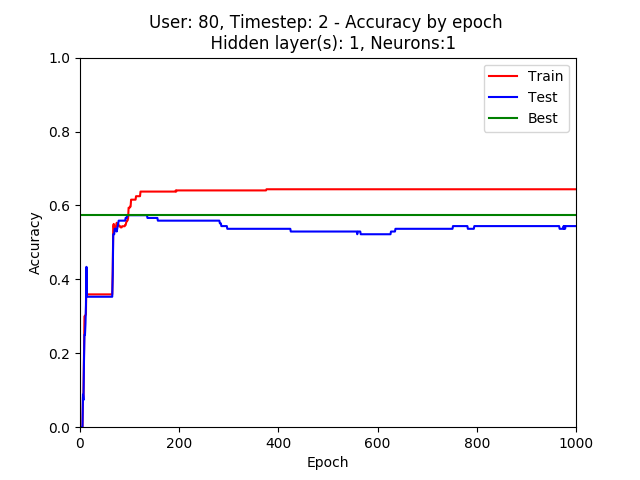 User: 80, Timestep: 2 - Accuracy by epoch
Hidden layer(s): 1, Neurons:1
1.0
0.8
0.6
0.4
0.2
0.0
Accuracy
Train
Test
Best
0 200 400 600 800 1000
Epoch